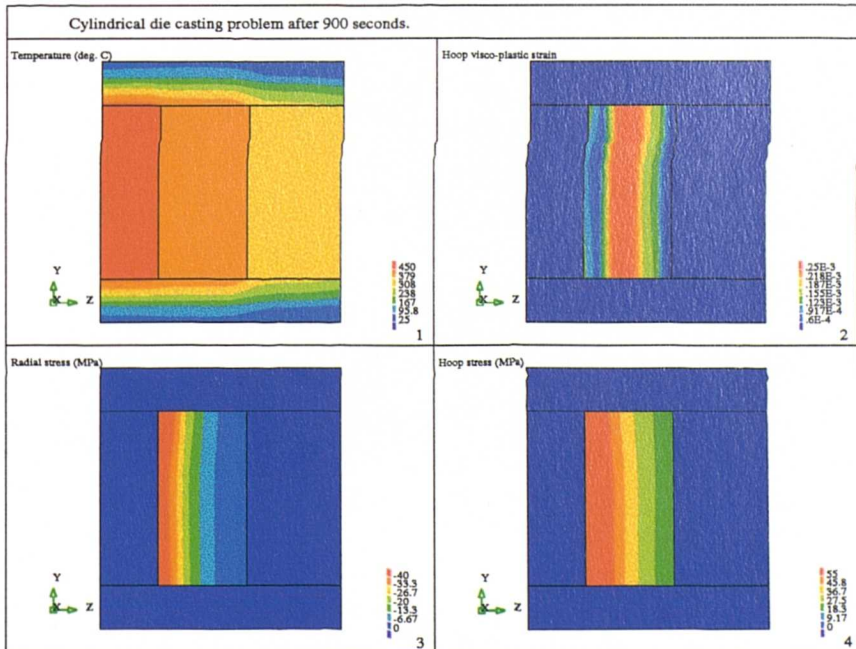 Cylindrical die casting problem after 900 seconds.
Temperature (deg. C)
Y
X Z
450
379
308
238
167
95.8
25
1
Hoop visco-plastic strain
Y
X Z
.25E-3
.218E-3
.187E-3
.155E-3
.123E-3
.917E-4
.6E-4
2
Radial stress (MPa)
Y
X Z
-40
-33.3
-26.7
-20
-13.3
-6.67
0
3
Hoop stress (MPa)
Y
X Z
55
45.8
36.7
27.5
18.3
9.17
0
4